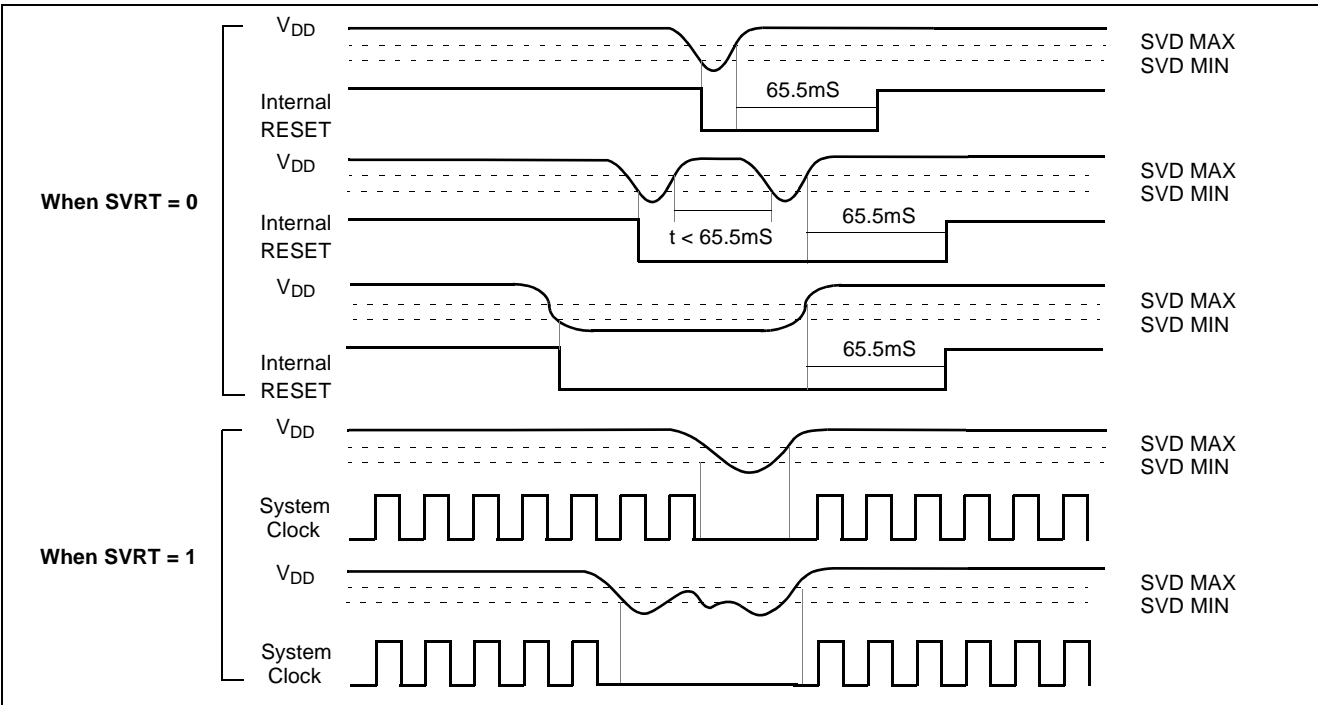 VDD
SVD MAX
SVD MIN
65.5mS
Internal
RESET
VDD
SVD MAX
SVD MIN
When SVRT = 0
65.5mS
Internal
RESET
t < 65.5mS
VDD
SVD MAX
SVD MIN
65.5mS
Internal
RESET
VDD
SVD MAX
SVD MIN
System
Clock
When SVRT = 1
VDD
SVD MAX
SVD MIN
System
Clock